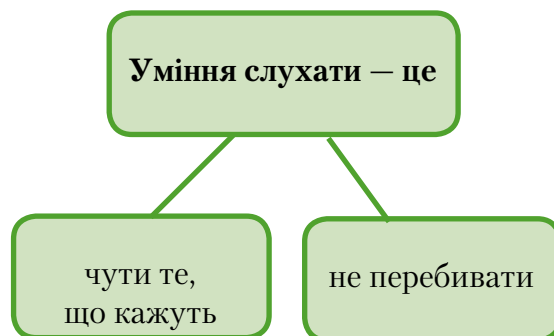 Уміння слухати — це
чути те,
що кажуть
не перебивати